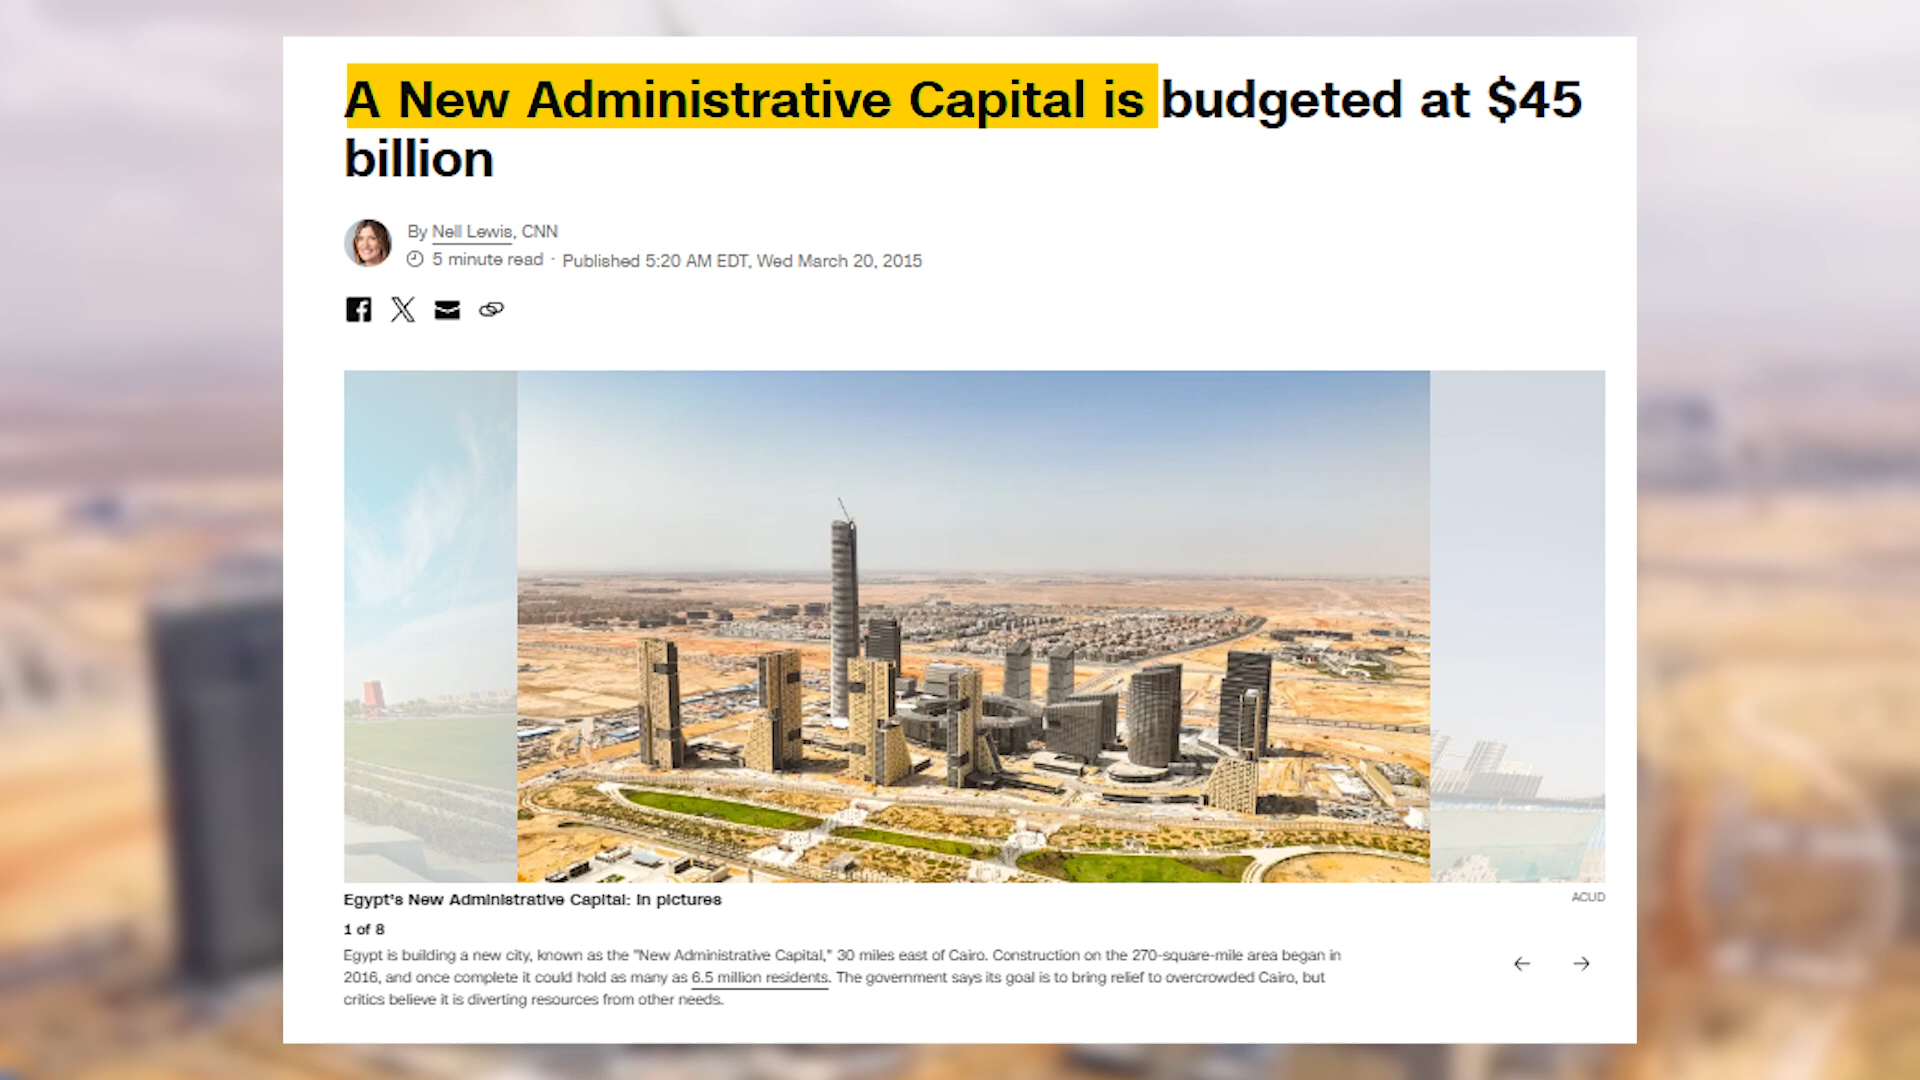 A New Administrative Capital is budgeted at $45
billion
By Nell Lewis, CNN
5 minute read · Published 5:20 AM EDT, Wed March 20, 2015
Egypt's New Administrative Capital: In pictures
ACUD
1 of 8
Egypt is building a new city, known as the "New Administrative Capital," 30 miles east of Cairo. Construction on the 270-square-mile area began in
2016, and once complete it could hold as many as 6.5 million residents. The government says its goal is to bring relief to overcrowded Cairo, but
critics believe it is diverting resources from other needs.